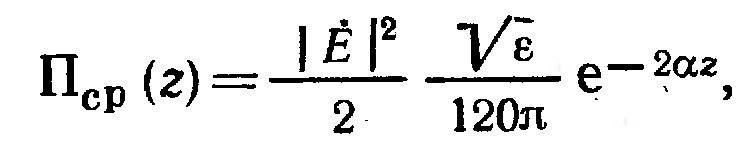 Π_ср (z) = |Ė|²/2 √ε/120π e^(−2αz),